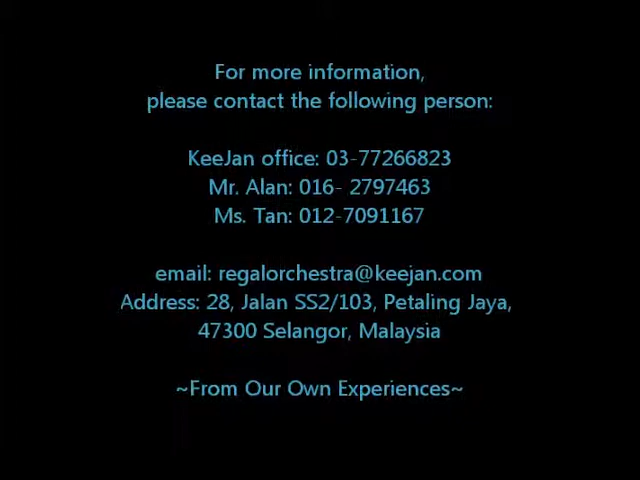 For more information,
please contact the following person:
KeeJan office: 03-77266823
Mr. Alan: 016- 2797463
Ms. Tan: 012-7091167
email: regalorchestra@keejan.com
Address: 28, Jalan SS2/103, Petaling Jaya,
47300 Selangor, Malaysia
~From Our Own Experiences~